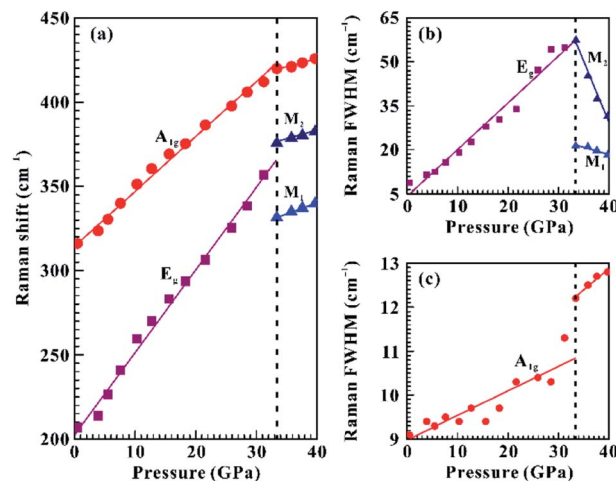 (a)
450
400
350
300
250
200
Raman shift (cm⁻¹)
A₁g
M₂
M₁
Eg
0 10 20 30 40
Pressure (GPa)
(b)
65
50
35
20
5
Raman FWHM (cm⁻¹)
Eg
M₂
M₁
0 10 20 30 40
Pressure (GPa)
(c)
13
12
11
10
9
Raman FWHM (cm⁻¹)
A₁g
0 10 20 30 40
Pressure (GPa)